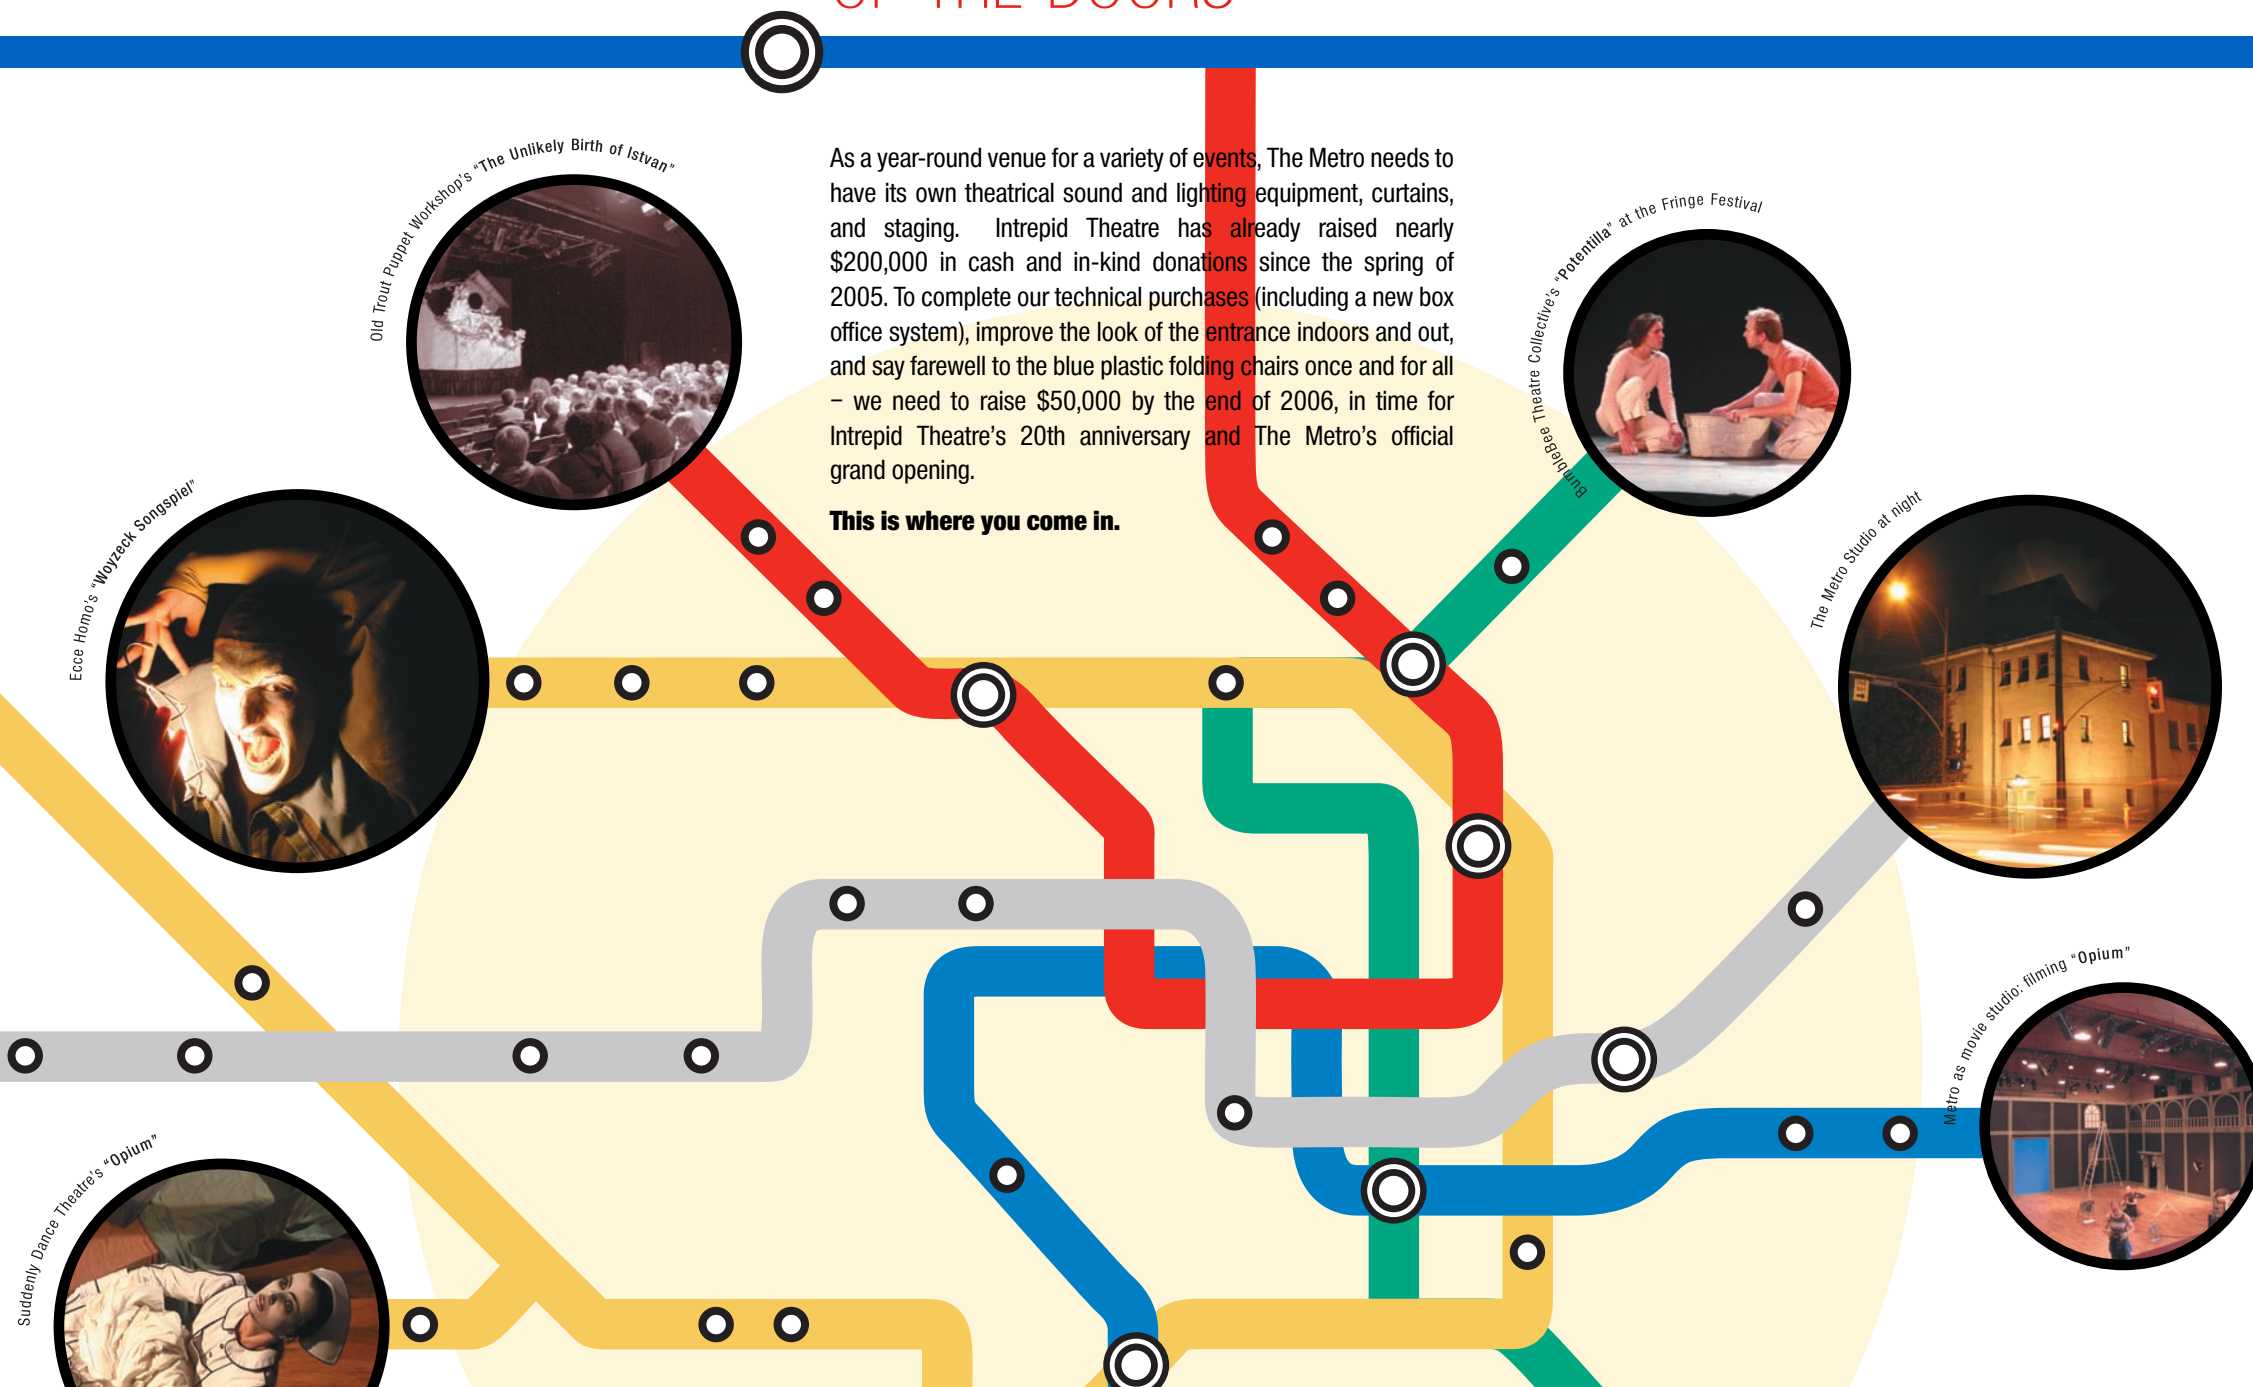 OF THE DOORS
Old Trout Puppet Workshop’s “The Unlikely Birth of Istvan”
As a year-round venue for a variety of events, The Metro needs to
have its own theatrical sound and lighting equipment, curtains,
and staging. Intrepid Theatre has already raised nearly
$200,000 in cash and in-kind donations since the spring of
2005. To complete our technical purchases (including a new box
office system), improve the look of the entrance indoors and out,
and say farewell to the blue plastic folding chairs once and for all
– we need to raise $50,000 by the end of 2006, in time for
Intrepid Theatre’s 20th anniversary and The Metro’s official
grand opening.
This is where you come in.
BumbleBee Theatre Collective’s “Potentilla” at the Fringe Festival
Ecce Homo’s “Woyzeck Songspiel”
The Metro Studio at night
Metro as movie studio: filming “Opium”
Suddenly Dance Theatre’s “Opium”